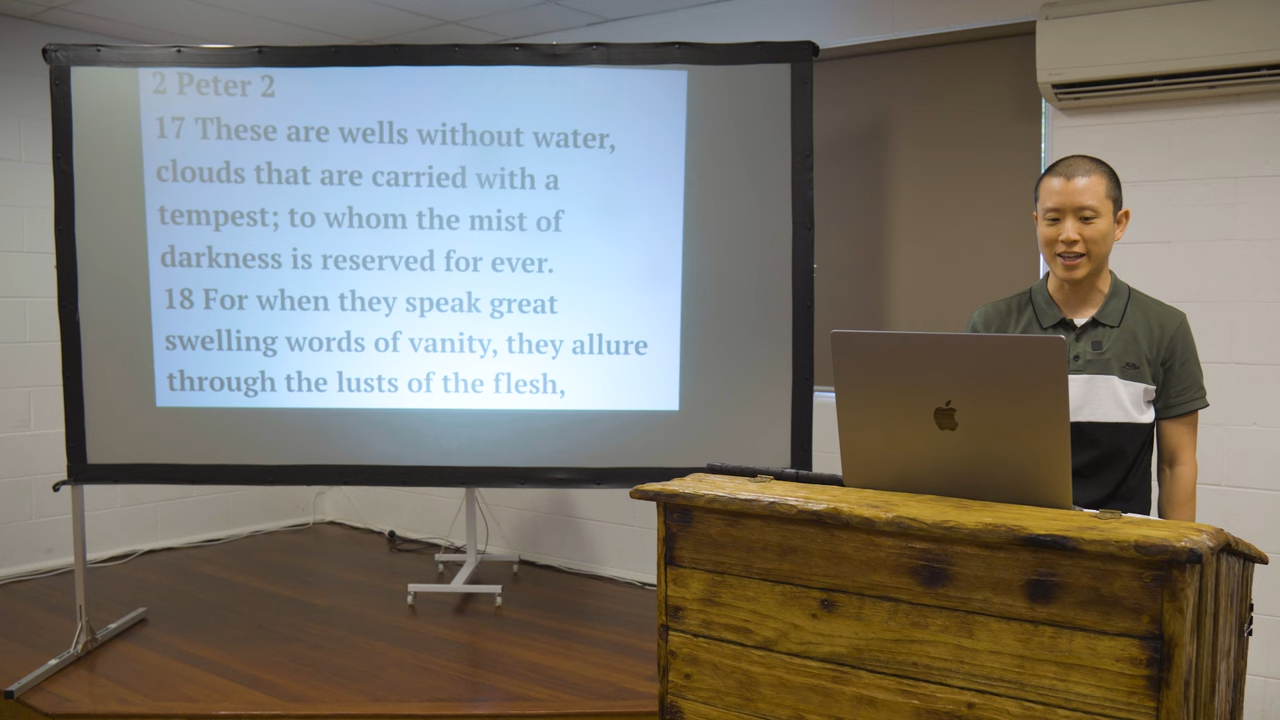 2 Peter 2
17 These are wells without water,
clouds that are carried with a
tempest; to whom the mist of
darkness is reserved for ever.
18 For when they speak great
swelling words of vanity, they allure
through the lusts of the flesh,